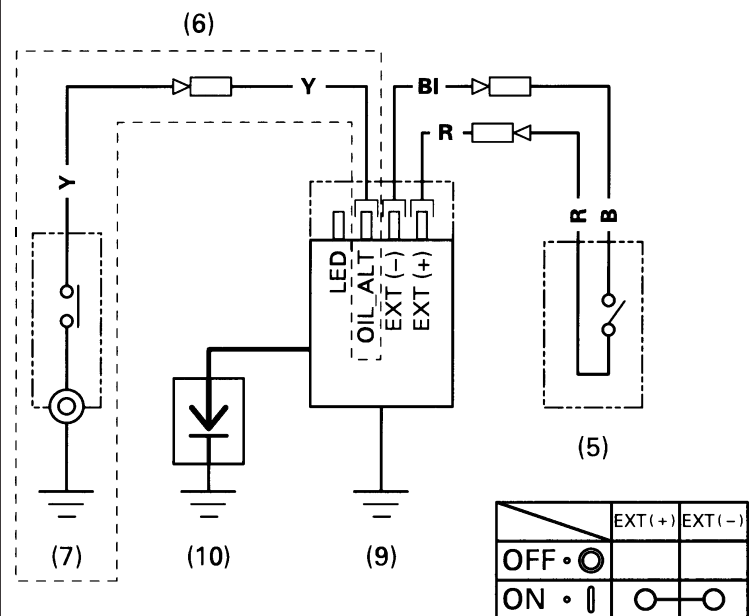 (6)
Y
Bl
R
Y
R
B
LED
OIL_ALT
EXT (-)
EXT (+)
(5)
(7)
(10)
(9)
EXT(+) EXT(-)
OFF
ON